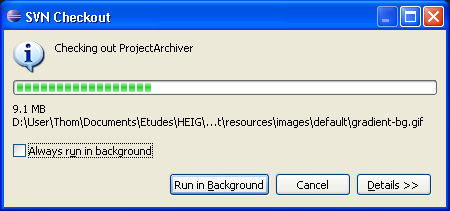 SVN Checkout
Checking out ProjectArchiver
9.1 MB
D:\User\Thom\Documents\Etudes\HEIG\...t\resources\images\default\gradient-bg.gif
Always run in background
Run in Background Cancel Details >>